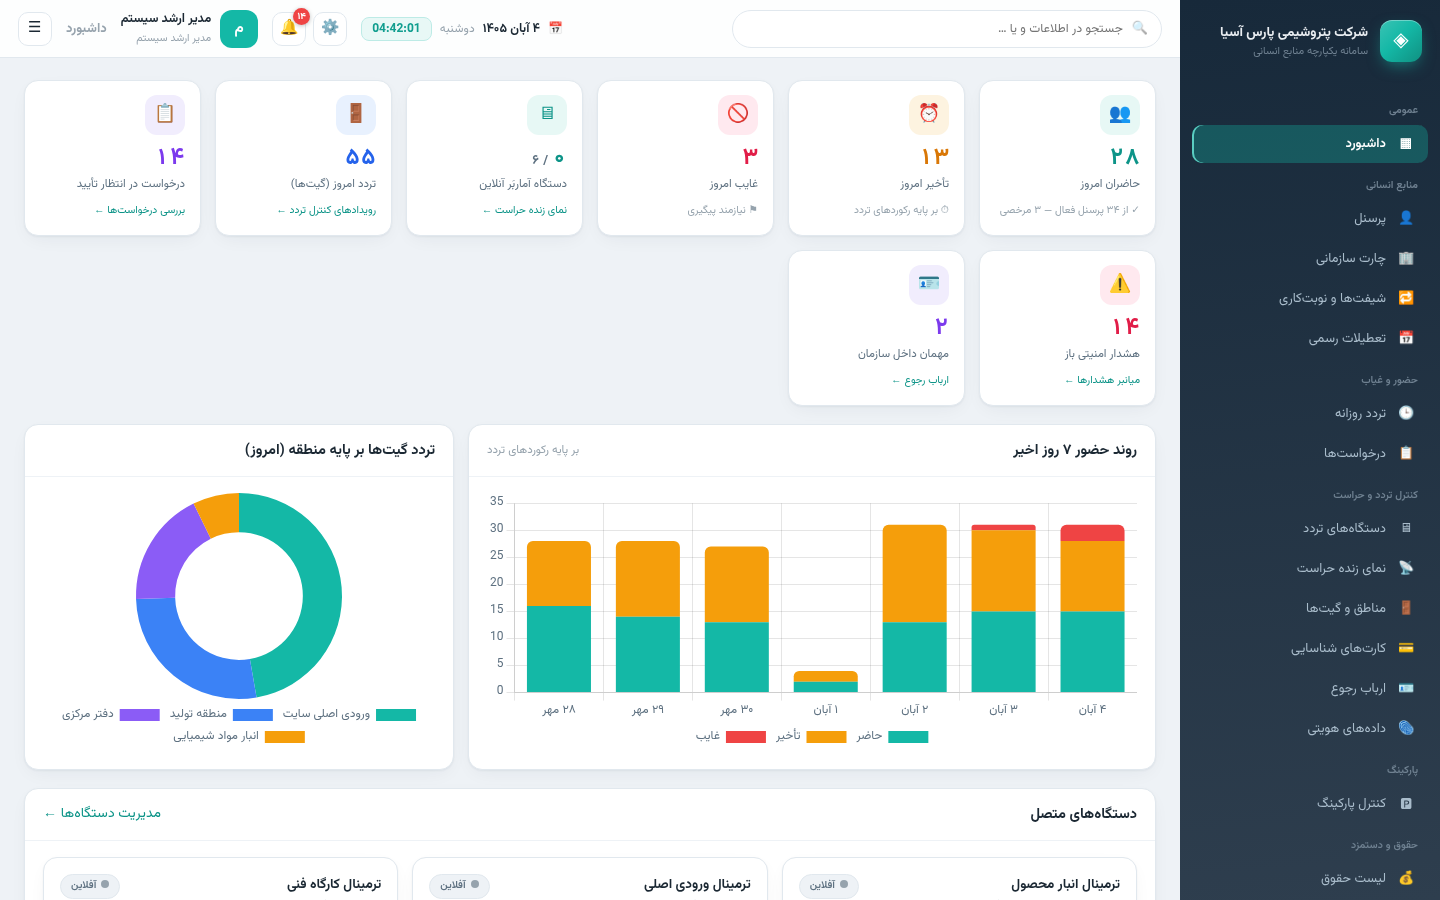 شرکت پتروشیمی پارس آسیا
سامانه یکپارچه منابع انسانی
عمومی
داشبورد
منابع انسانی
پرسنل
چارت سازمانی
شیفت‌ها و نوبت‌کاری
تعطیلات رسمی
حضور و غیاب
تردد روزانه
درخواست‌ها
کنترل تردد و حراست
دستگاه‌های تردد
نمای زنده حراست
مناطق و گیت‌ها
کارت‌های شناسایی
ارباب رجوع
داده‌های هویتی
پارکینگ
کنترل پارکینگ
حقوق و دستمزد
لیست حقوق
جستجو در اطلاعات و یا ...
۴ آبان ۱۴۰۵
دوشنبه
04:42:01
۱۴
م
مدیر ارشد سیستم
مدیر ارشد سیستم
داشبورد
۲۸
حاضران امروز
✓ از ۳۴ پرسنل فعال — ۳ مرخصی
۱۳
تأخیر امروز
⏱ بر پایه رکوردهای تردد
۳
غایب امروز
⚑ نیازمند پیگیری
۰ / ۶
دستگاه آمار‌بَر آنلاین
نمای زنده حراست ←
۵۵
تردد امروز (گیت‌ها)
رویدادهای کنترل تردد ←
۱۴
درخواست در انتظار تأیید
بررسی درخواست‌ها ←
۱۴
هشدار امنیتی باز
میانبر هشدارها ←
۲
مهمان داخل سازمان
ارباب رجوع ←
روند حضور ۷ روز اخیر
بر پایه رکوردهای تردد
35
30
25
20
15
10
5
0
۴ آبان
۳ آبان
۲ آبان
۱ آبان
۳۰ مهر
۲۹ مهر
۲۸ مهر
حاضر
تأخیر
غایب
تردد گیت‌ها بر پایه منطقه (امروز)
ورودی اصلی سایت
منطقه تولید
دفتر مرکزی
انبار مواد شیمیایی
دستگاه‌های متصل
مدیریت دستگاه‌ها ←
ترمینال انبار محصول
آفلاین
ترمینال ورودی اصلی
آفلاین
ترمینال کارگاه فنی
آفلاین